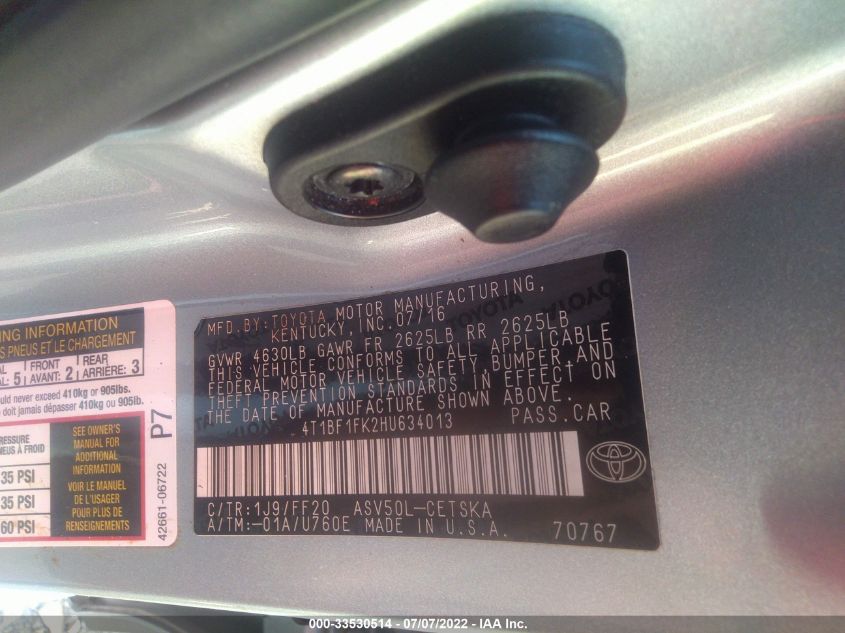 MFD.BY:TOYOTA MOTOR MANUFACTURING,
KENTUCKY,INC.07/16
GVWR 4630LB GAWR FR 2625LB RR 2625LB
THIS VEHICLE CONFORMS TO ALL APPLICABLE
FEDERAL MOTOR VEHICLE SAFETY,BUMPER,AND
THEFT PREVENTION STANDARDS IN EFFECT ON
THE DATE OF MANUFACTURE SHOWN ABOVE.
4T1BF1FK2HU634013 PASS.CAR
C/TR:1J9/FF20 ASV50L-CETSKA
A/TM:-01A/U760E MADE IN U.S.A.
70767
ING INFORMATION
PNEUS ET LE CHARGEMENT
5 FRONT AVANT: 2 REAR ARRIÈRE: 3
never exceed 410kg or 905lbs.
doit jamais dépasser 410kg ou 905lb.
PRESSURE
À FROID
35 PSI
35 PSI
60 PSI
SEE OWNER'S
MANUAL FOR
ADDITIONAL
INFORMATION
VOIR LE MANUEL
DE L'USAGER
POUR PLUS DE
RENSEIGNEMENTS
P7
42661-06722
000-33530514 - 07/07/2022 - IAA Inc.